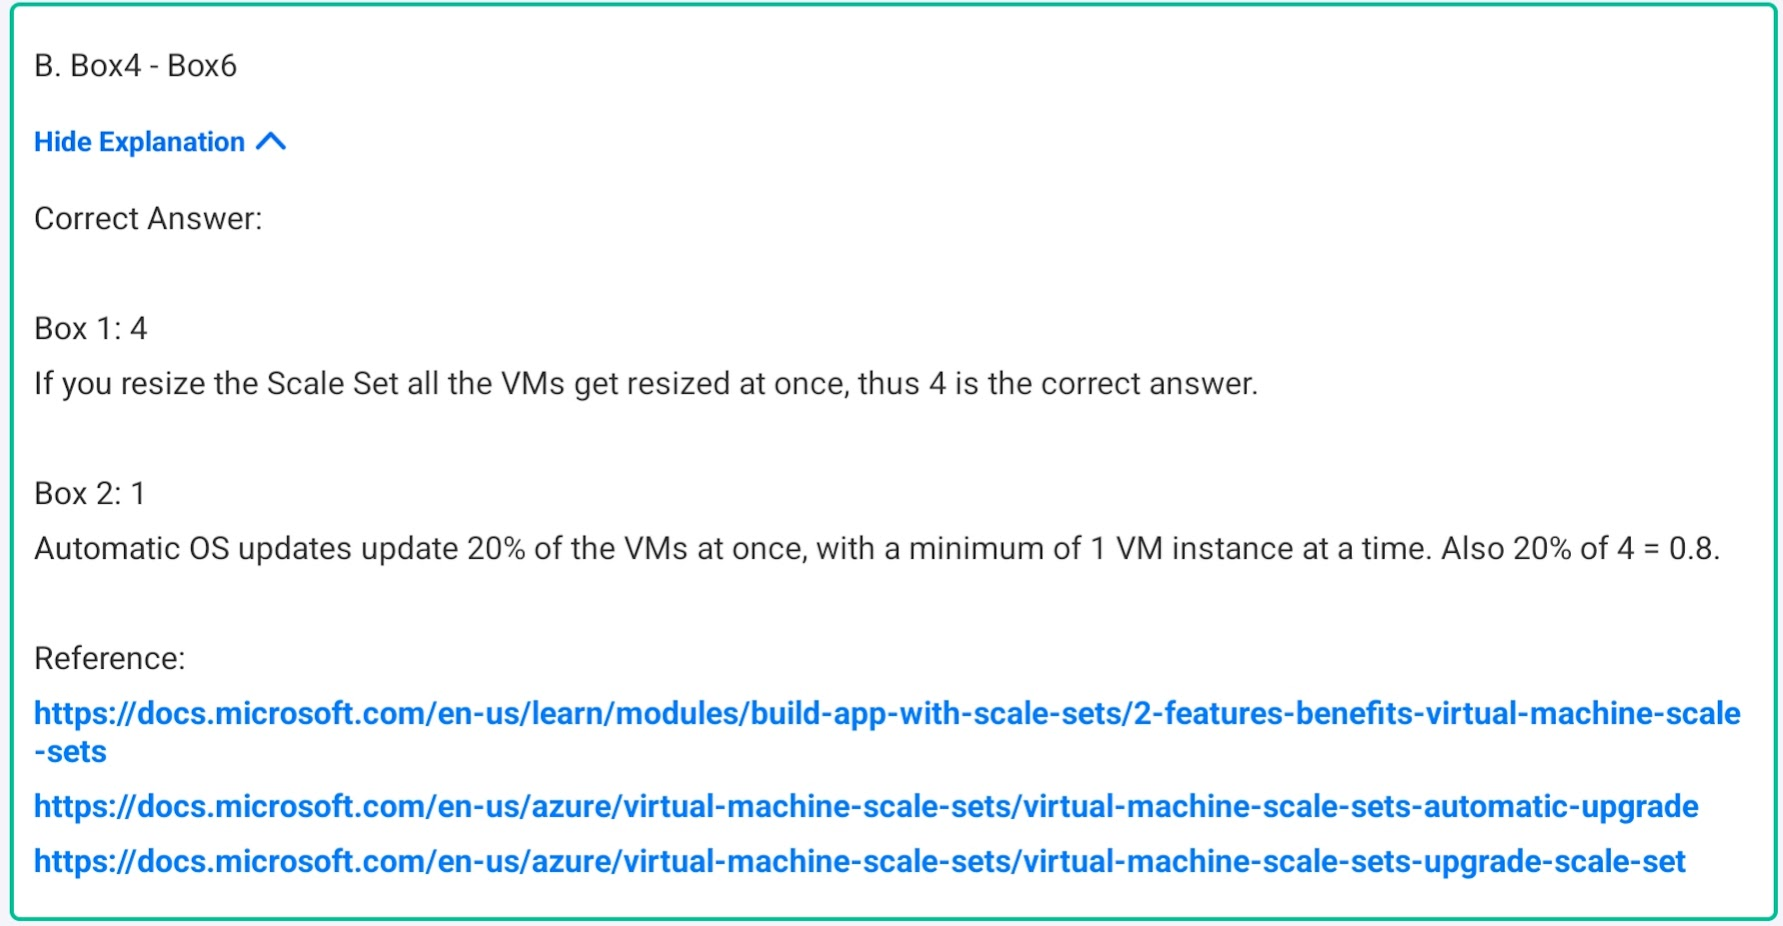 B. Box4 - Box6
Hide Explanation
Correct Answer:
Box 1: 4
If you resize the Scale Set all the VMs get resized at once, thus 4 is the correct answer.
Box 2: 1
Automatic OS updates update 20% of the VMs at once, with a minimum of 1 VM instance at a time. Also 20% of 4 = 0.8.
Reference:
https://docs.microsoft.com/en-us/learn/modules/build-app-with-scale-sets/2-features-benefits-virtual-machine-scale
-sets
https://docs.microsoft.com/en-us/azure/virtual-machine-scale-sets/virtual-machine-scale-sets-automatic-upgrade
https://docs.microsoft.com/en-us/azure/virtual-machine-scale-sets/virtual-machine-scale-sets-upgrade-scale-set